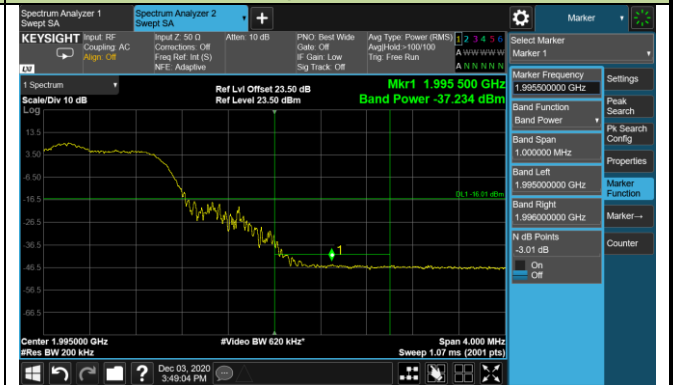 Spectrum Analyzer 1
Swept SA
Spectrum Analyzer 2
Swept SA
+
Marker
KEYSIGHT
Input: RF
Coupling: AC
Align: Off
Input Z: 50 Ω
Corrections: Off
Freq Ref: Int (S)
NFE: Adaptive
Atten: 10 dB
PNO: Best Wide
Gate: Off
IF Gain: Low
Sig Track: Off
Avg Type: Power (RMS)
Avg|Hold:>100/100
Trig: Free Run
1 2 3 4 5 6
A W W W W W
A N N N N N
LXI
Select Marker
Marker 1
1 Spectrum
Scale/Div 10 dB
Log
Ref Lvl Offset 23.50 dB
Ref Level 23.50 dBm
Mkr1 1.995 500 GHz
Band Power -37.234 dBm
13.5
3.50
-6.50
-16.5
-26.5
-36.5
-46.5
-56.5
-66.5
DL1 -16.01 dBm
1
Center 1.995000 GHz
#Res BW 200 kHz
#Video BW 620 kHz*
Span 4.000 MHz
Sweep 1.07 ms (2001 pts)
Marker Frequency
1.995500000 GHz
Band Function
Band Power
Band Span
1.000000 MHz
Band Left
1.995000000 GHz
Band Right
1.996000000 GHz
N dB Points
-3.01 dB
On
Off
Settings
Peak
Search
Pk Search
Config
Properties
Marker
Function
Marker→
Counter
?
Dec 03, 2020
3:49:04 PM